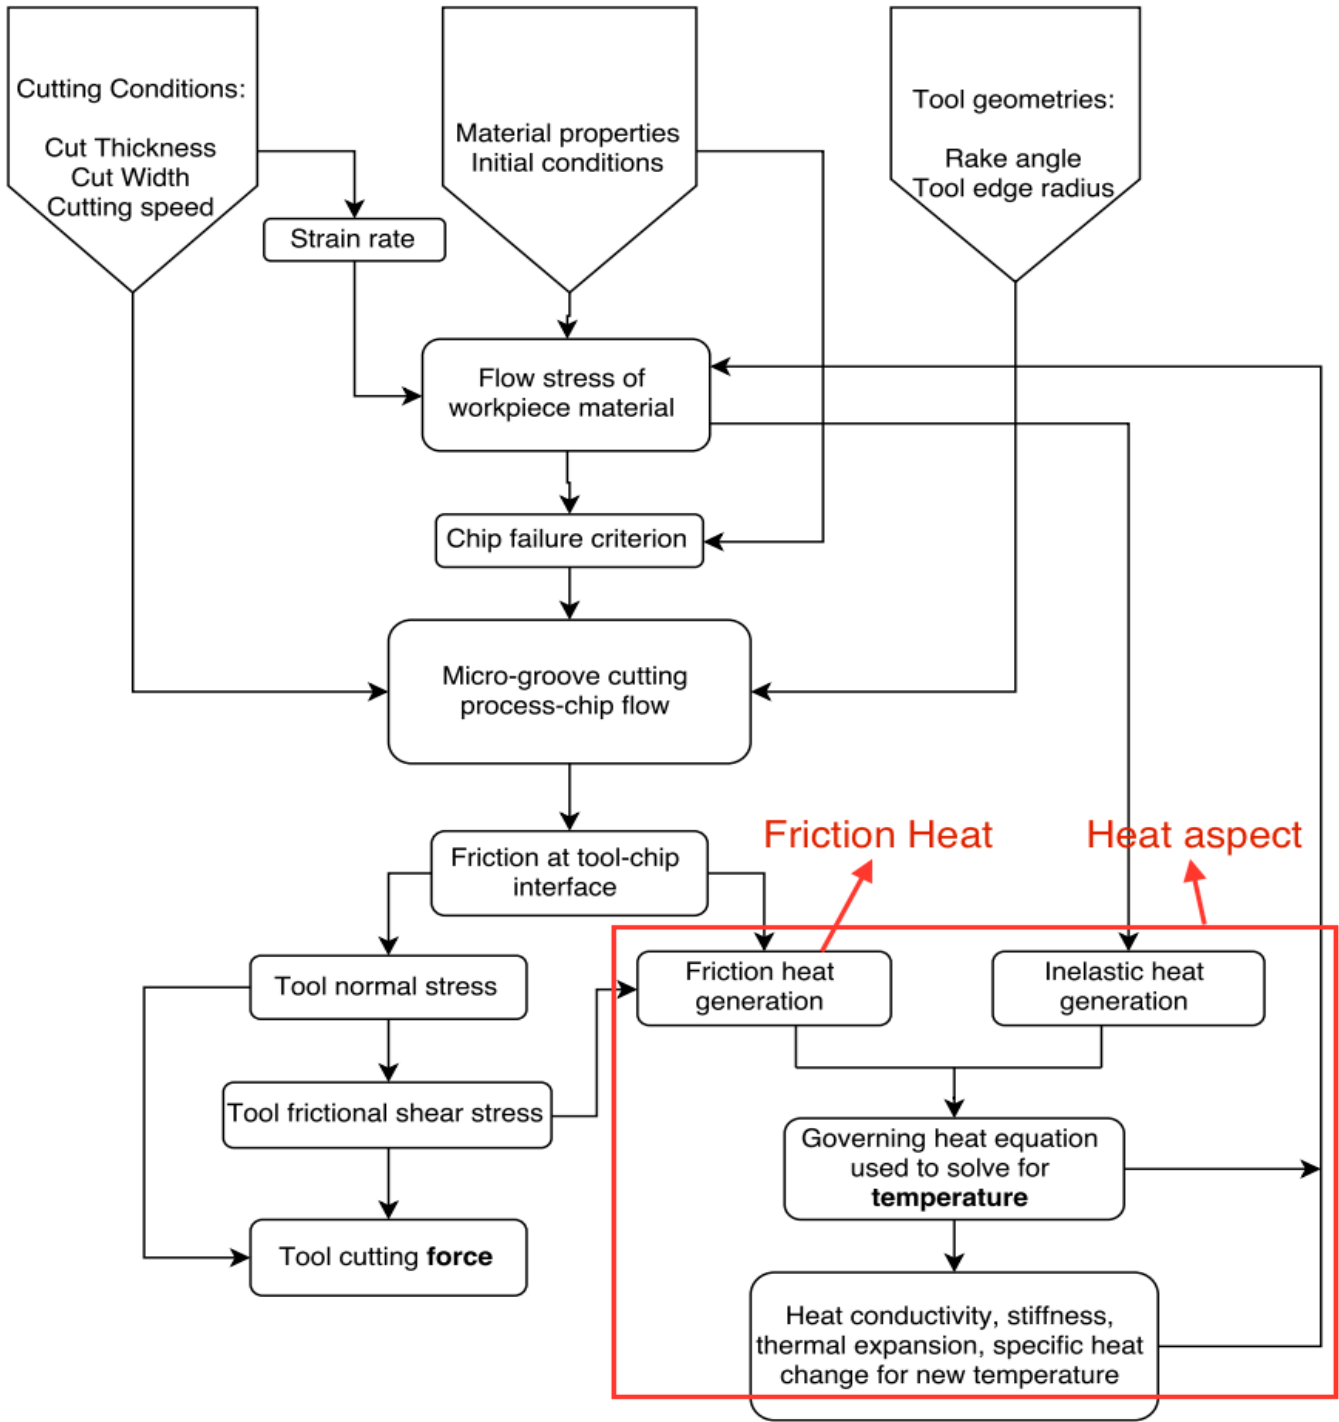 Cutting Conditions:
Cut Thickness
Cut Width
Cutting speed
Material properties
Initial conditions
Tool geometries:
Rake angle
Tool edge radius
Strain rate
Flow stress of
workpiece material
Chip failure criterion
Micro-groove cutting
process-chip flow
Friction Heat
Heat aspect
Friction at tool-chip
interface
Tool normal stress
Friction heat
generation
Inelastic heat
generation
Tool frictional shear stress
Governing heat equation
used to solve for
temperature
Tool cutting force
Heat conductivity, stiffness,
thermal expansion, specific heat
change for new temperature